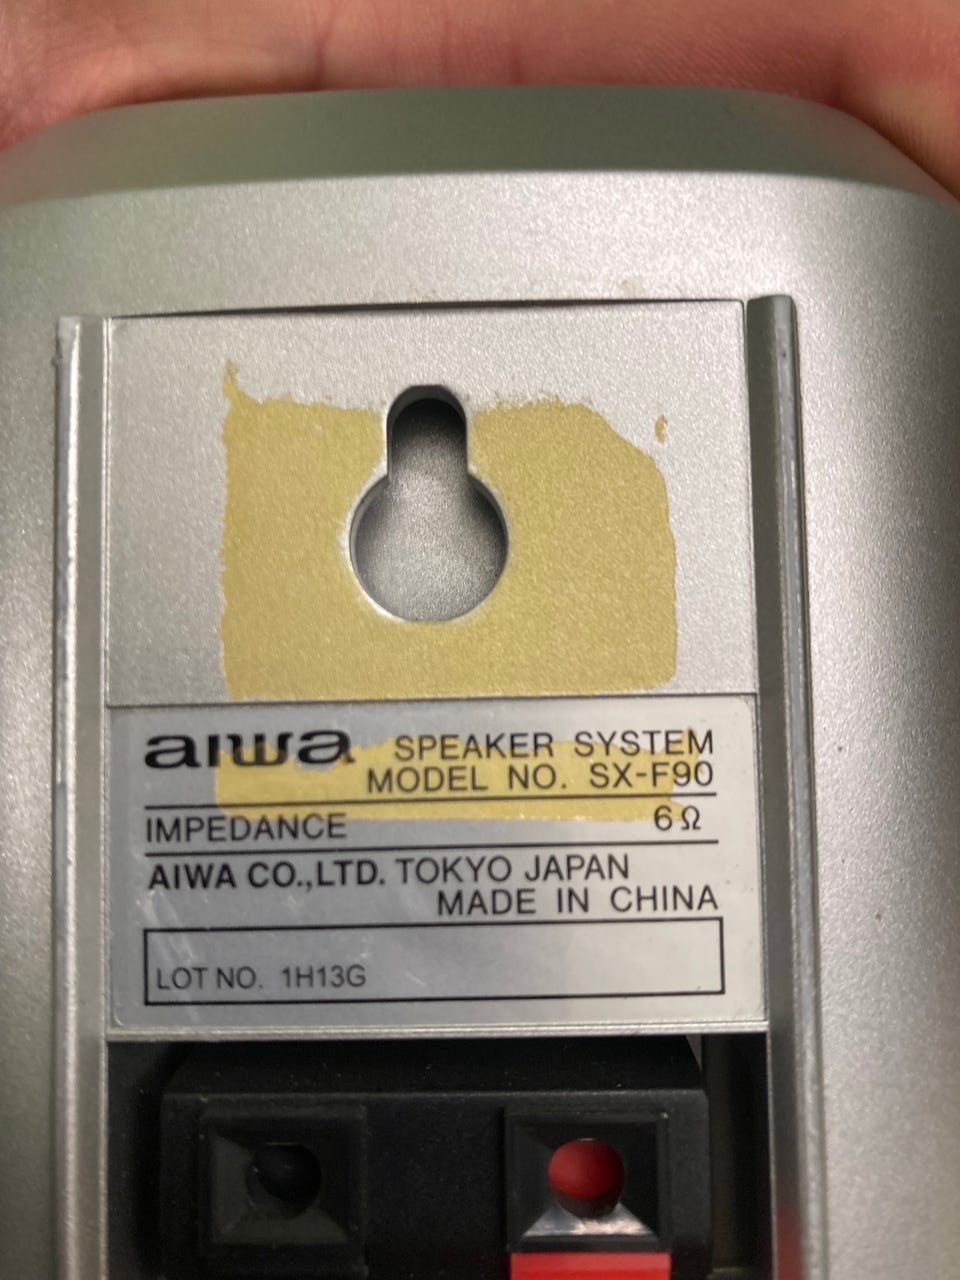 aiwa SPEAKER SYSTEM
MODEL NO. SX-F90
IMPEDANCE 6Ω
AIWA CO.,LTD. TOKYO JAPAN
MADE IN CHINA
LOT NO. 1H13G